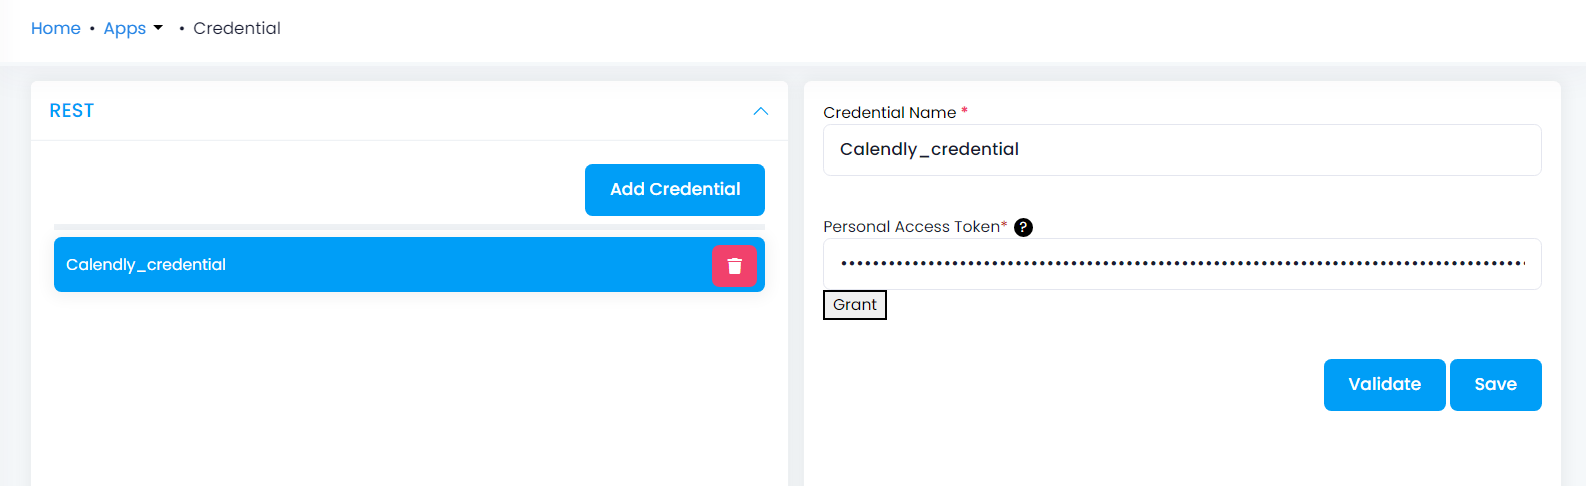 Home • Apps • Credential
REST
Add Credential
Calendly_credential
Credential Name *
Calendly_credential
Personal Access Token* ?
Grant
Validate Save